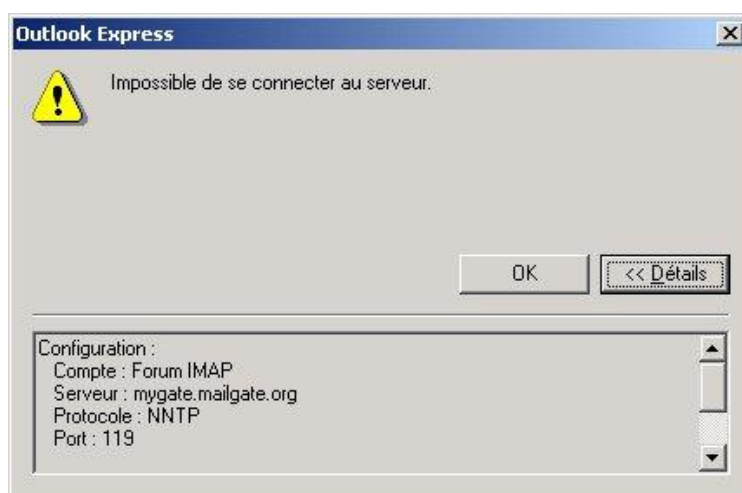 Outlook Express
Impossible de se connecter au serveur.
OK
<< Détails
Configuration :
Compte : Forum IMAP
Serveur : mygate.mailgate.org
Protocole : NNTP
Port : 119